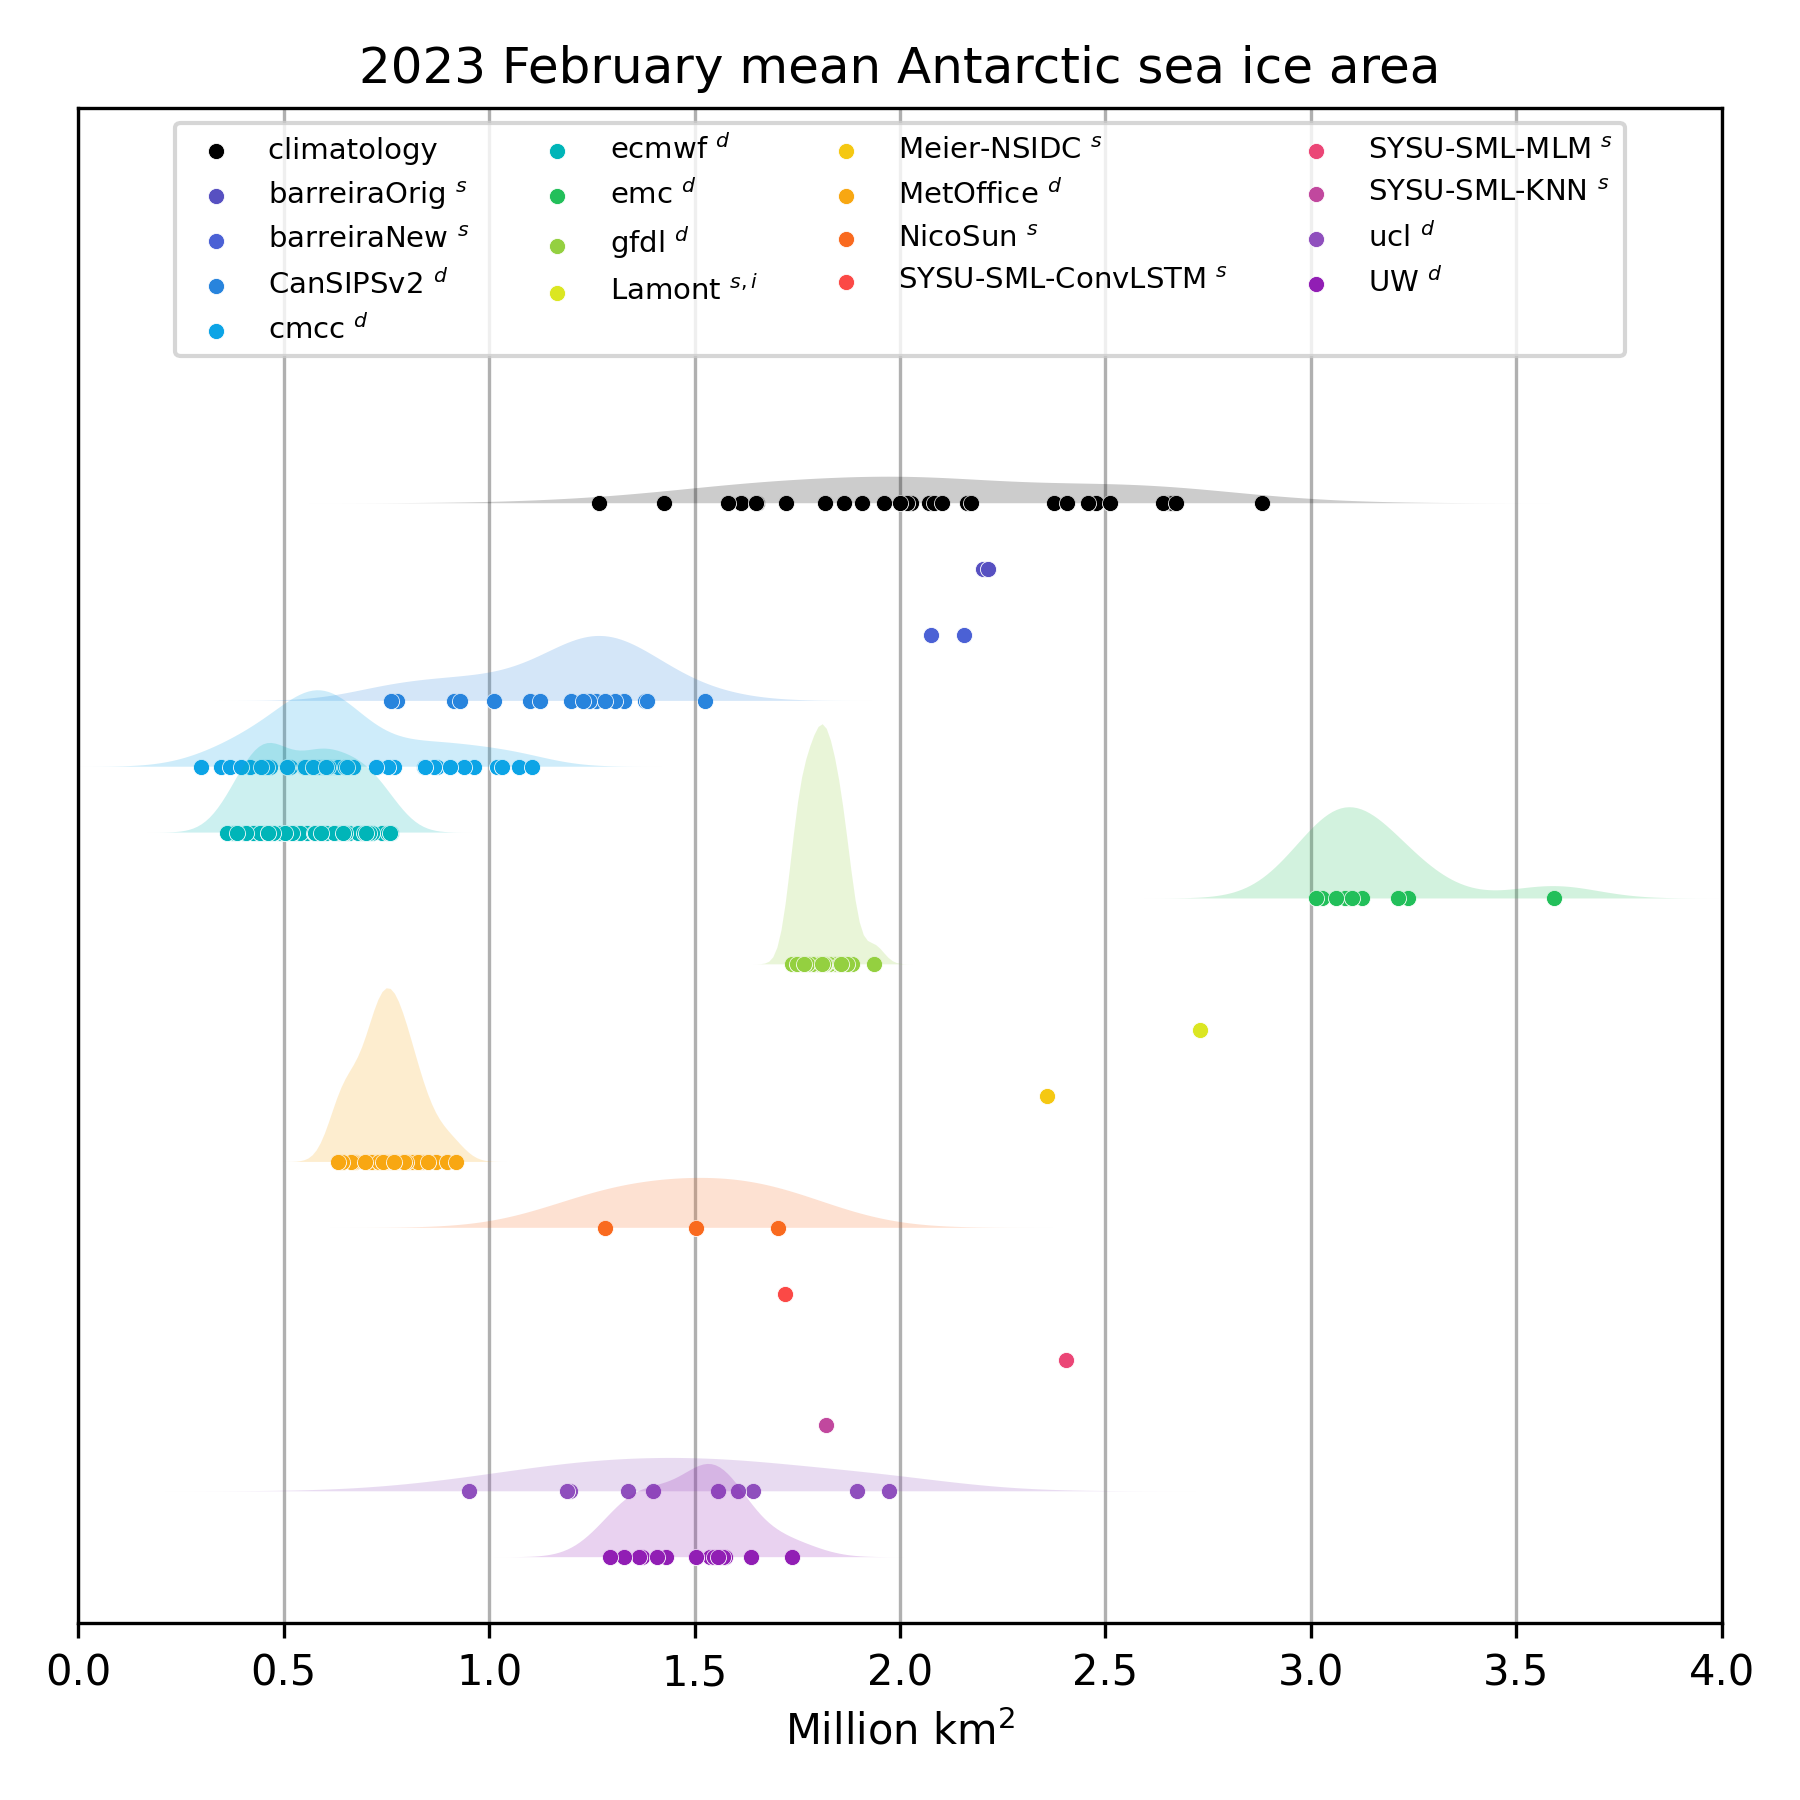 2023 February mean Antarctic sea ice area
climatology
barreiraOrig s
barreiraNew s
CanSIPSv2 d
cmcc d
ecmwf d
emc d
gfdl d
Lamont s, i
Meier-NSIDC s
MetOffice d
NicoSun s
SYSU-SML-ConvLSTM s
SYSU-SML-MLM s
SYSU-SML-KNN s
ucl d
UW d
0.0 0.5 1.0 1.5 2.0 2.5 3.0 3.5 4.0
Million km²